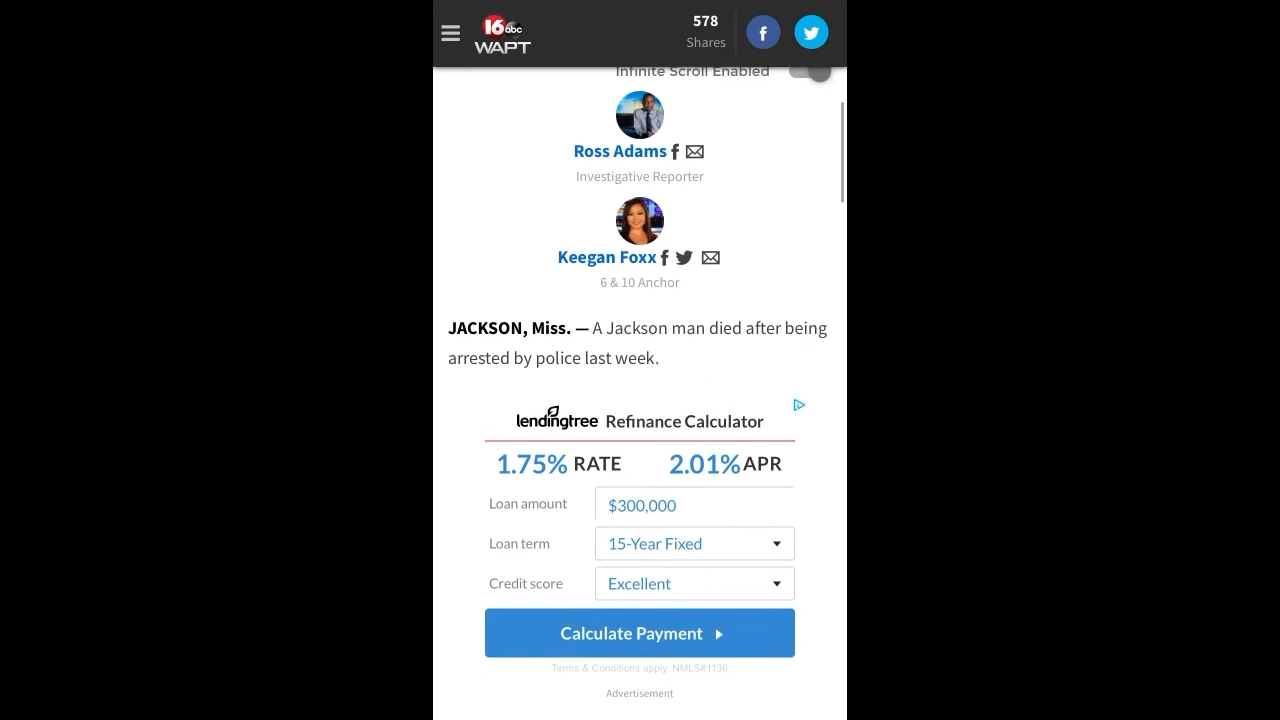 16 abc
WAPT
578
Shares
Infinite Scroll Enabled
Ross Adams
Investigative Reporter
Keegan Foxx
6 & 10 Anchor
JACKSON, Miss. — A Jackson man died after being
arrested by police last week.
lendingtree Refinance Calculator
1.75% RATE 2.01% APR
Loan amount $300,000
Loan term 15-Year Fixed
Credit score Excellent
Calculate Payment
Terms & Conditions apply. NMLS#1136
Advertisement